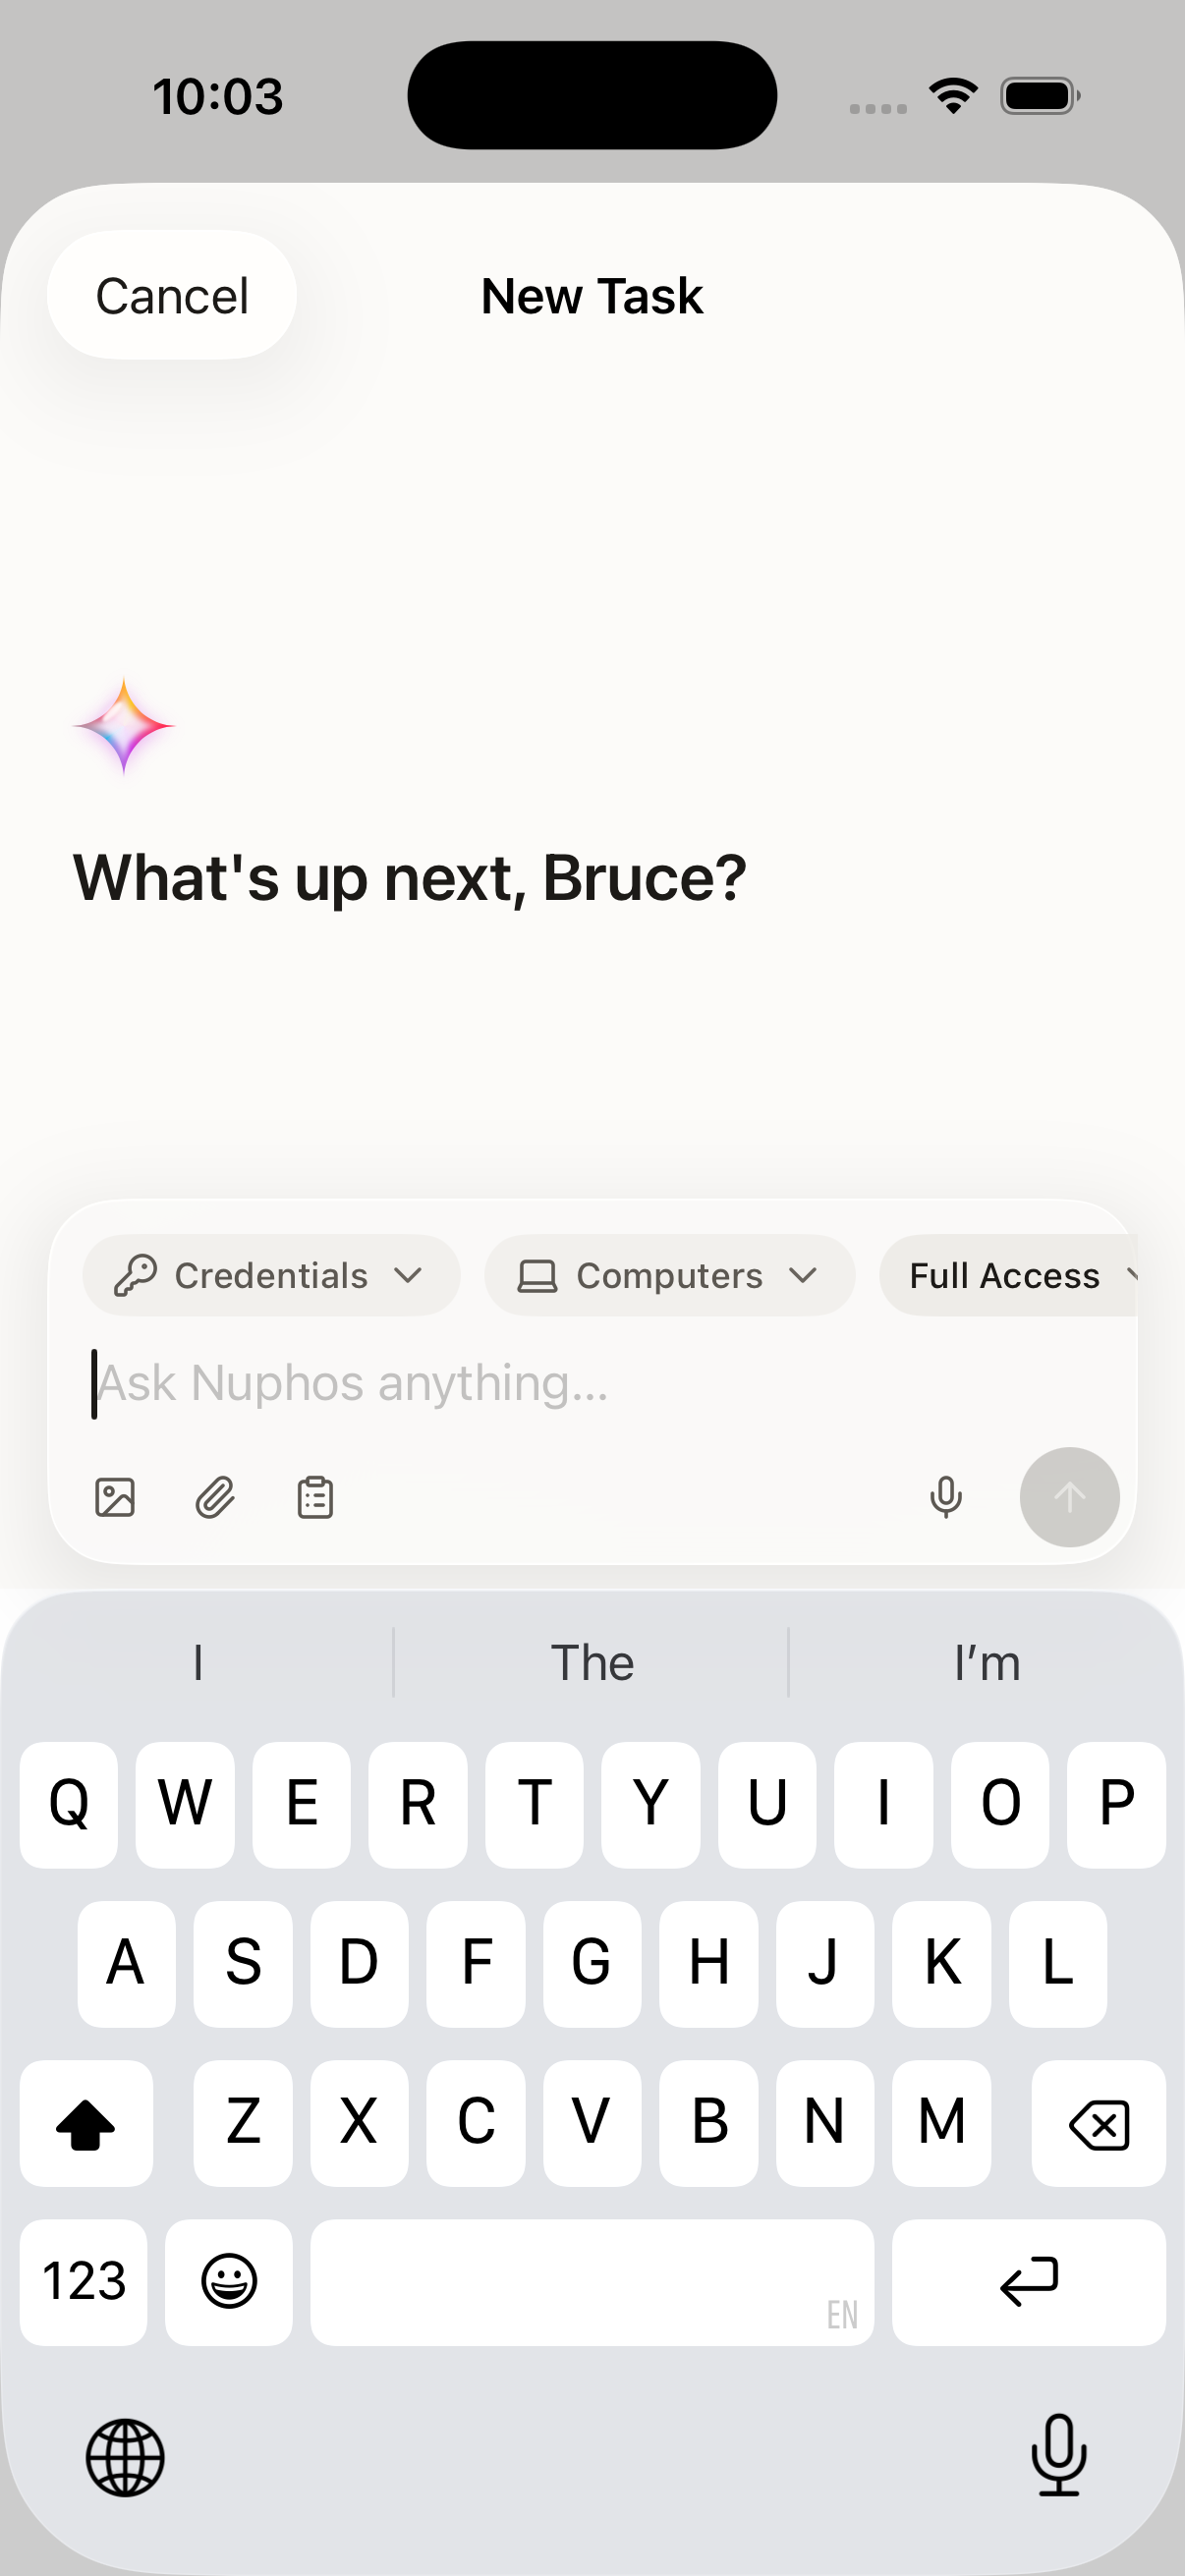 10:03
Cancel
New Task
What's up next, Bruce?
Credentials
Computers
Full Access
Ask Nuphos anything...
I
The
I’m
Q W E R T Y U I O P
A S D F G H J K L
Z X C V B N M
123
EN